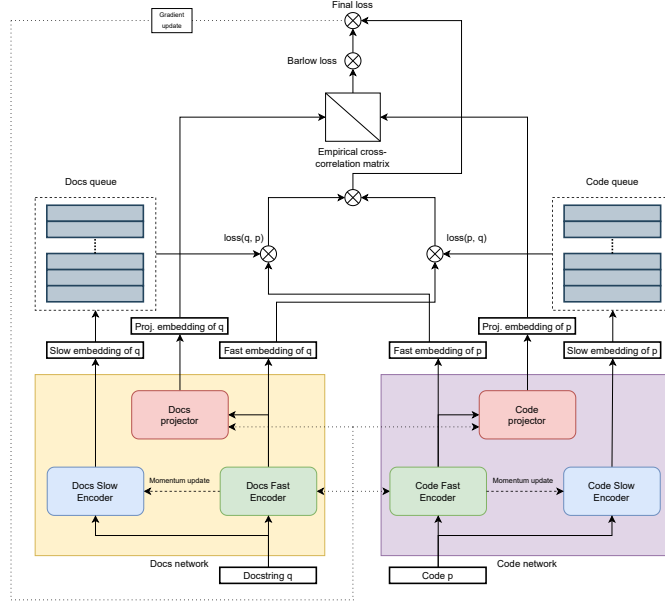 Final loss
Gradient
update
Barlow loss
Empirical cross-
correlation matrix
Docs queue
Code queue
loss(q, p)
loss(p, q)
Proj. embedding of q
Proj. embedding of p
Slow embedding of q
Fast embedding of q
Fast embedding of p
Slow embedding of p
Docs
projector
Code
projector
Docs Slow
Encoder
Momentum update
Docs Fast
Encoder
Code Fast
Encoder
Momentum update
Code Slow
Encoder
Docs network
Code network
Docstring q
Code p